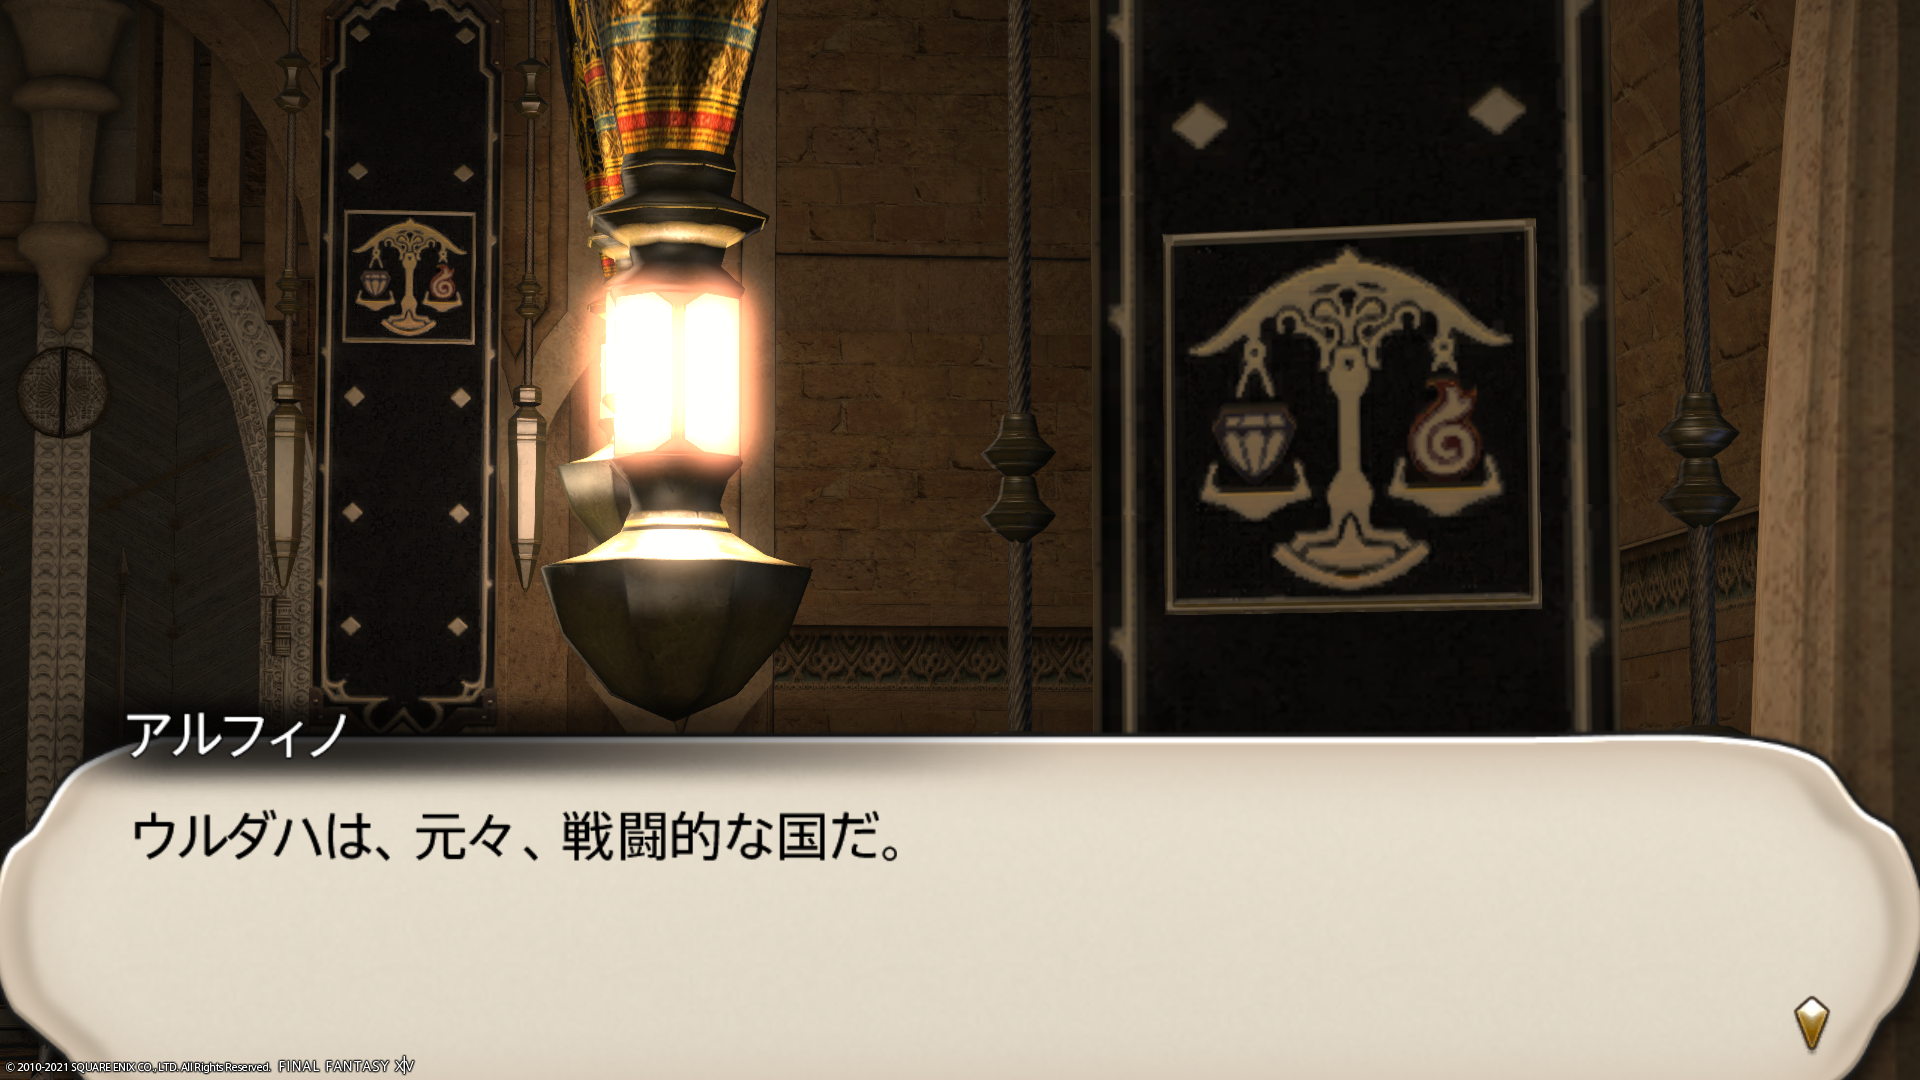 アルフィノ
ウルダハは、元々、戦闘的な国だ。
© 2010-2021 SQUARE ENIX CO., LTD. All Rights Reserved. FINAL FANTASY XIV